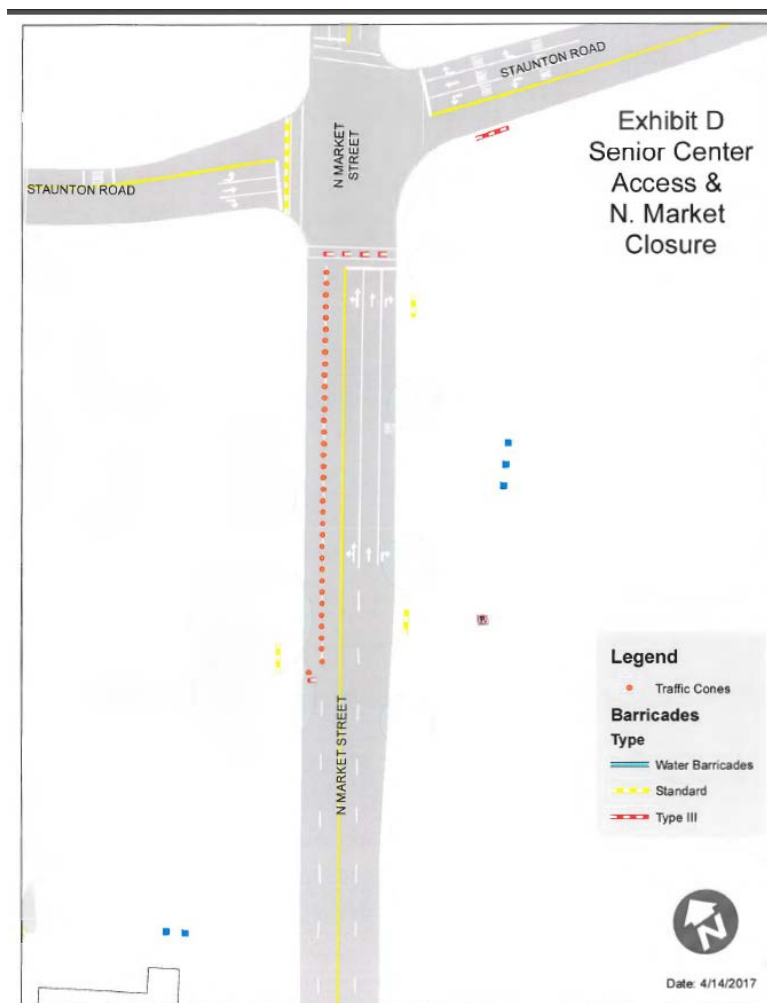 STAUNTON ROAD
Exhibit D
Senior Center
Access &
N. Market
Closure
N MARKET
STREET
STAUNTON ROAD
N MARKET STREET
Legend
Traffic Cones
Barricades
Type
Water Barricades
Standard
Type III
N
Date: 4/14/2017